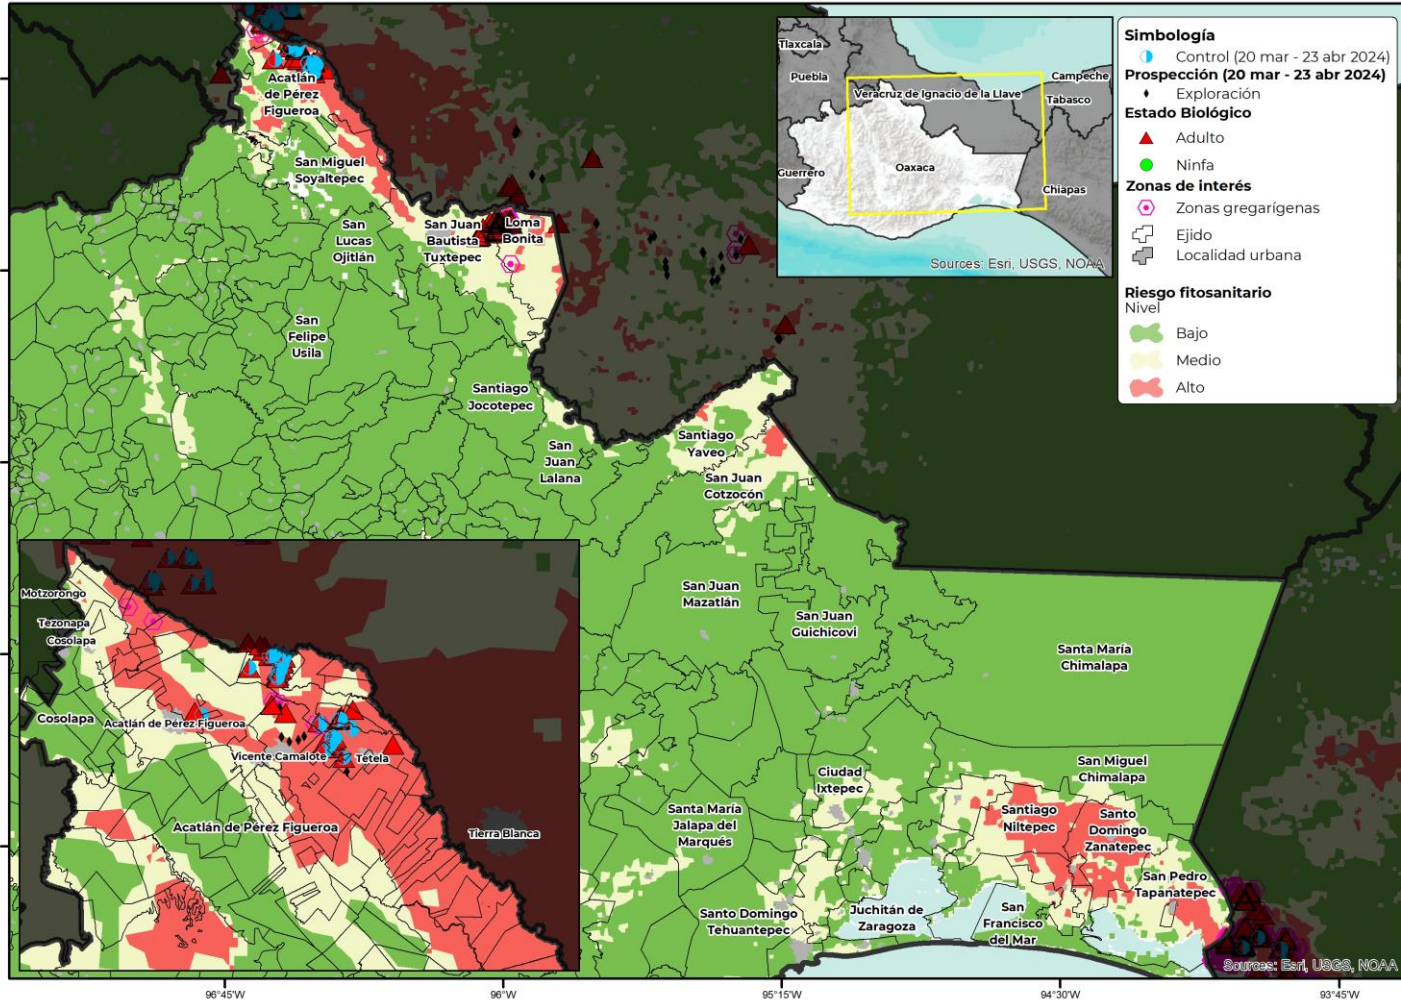 Simbología
Control (20 mar - 23 abr 2024)
Prospección (20 mar - 23 abr 2024)
Exploración
Estado Biológico
Adulto
Ninfa
Zonas de interés
Zonas gregarígenas
Ejido
Localidad urbana
Riesgo fitosanitario
Nivel
Bajo
Medio
Alto
Tlaxcala
Puebla
Campeche
Veracruz de Ignacio de la Llave
Tabasco
Oaxaca
Guerrero
Chiapas
Sources: Esri, USGS, NOAA
Acatlán
de Pérez
Figueroa
San Miguel
Soyaltepec
San
Lucas
Ojitlán
San Juan
Bautista
Tuxtepec
Loma
Bonita
San
Felipe
Usila
Santiago
Jocotepec
San
Juan
Lalana
Santiago
Yaveo
San Juan
Cotzocón
San Juan
Mazatlán
San Juan
Guichicovi
Santa María
Chimalapa
San Miguel
Chimalapa
Ciudad
Ixtepec
Santa María
Jalapa del
Marqués
Santiago
Niltepec
Santo
Domingo
Zanatepec
San Pedro
Tapanatepec
Santo Domingo
Tehuantepec
Juchitán de
Zaragoza
San
Francisco
del Mar
Sources: Esri, USGS, NOAA
Motzorongo
Tezonapa
Cosolapa
Cosolapa
Acatlán de Pérez Figueroa
Vicente Camalote
Tetela
Acatlán de Pérez Figueroa
Tierra Blanca
96°45'W
96°W
95°15'W
94°30'W
93°45'W